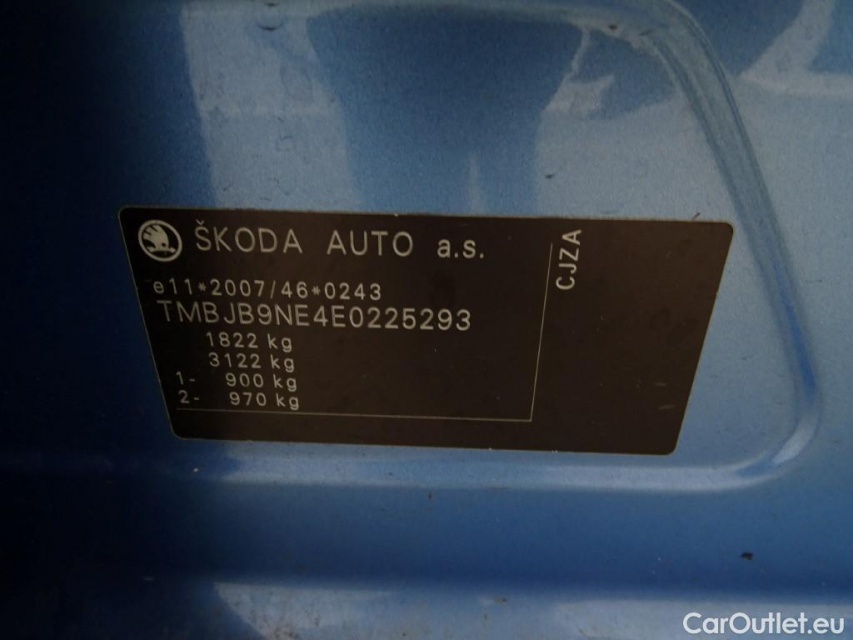 ŠKODA AUTO a.s.
CJZA
e11*2007/46*0243
TMBJB9NE4E0225293
1822 kg
3122 kg
1- 900 kg
2- 970 kg
CarOutlet.eu